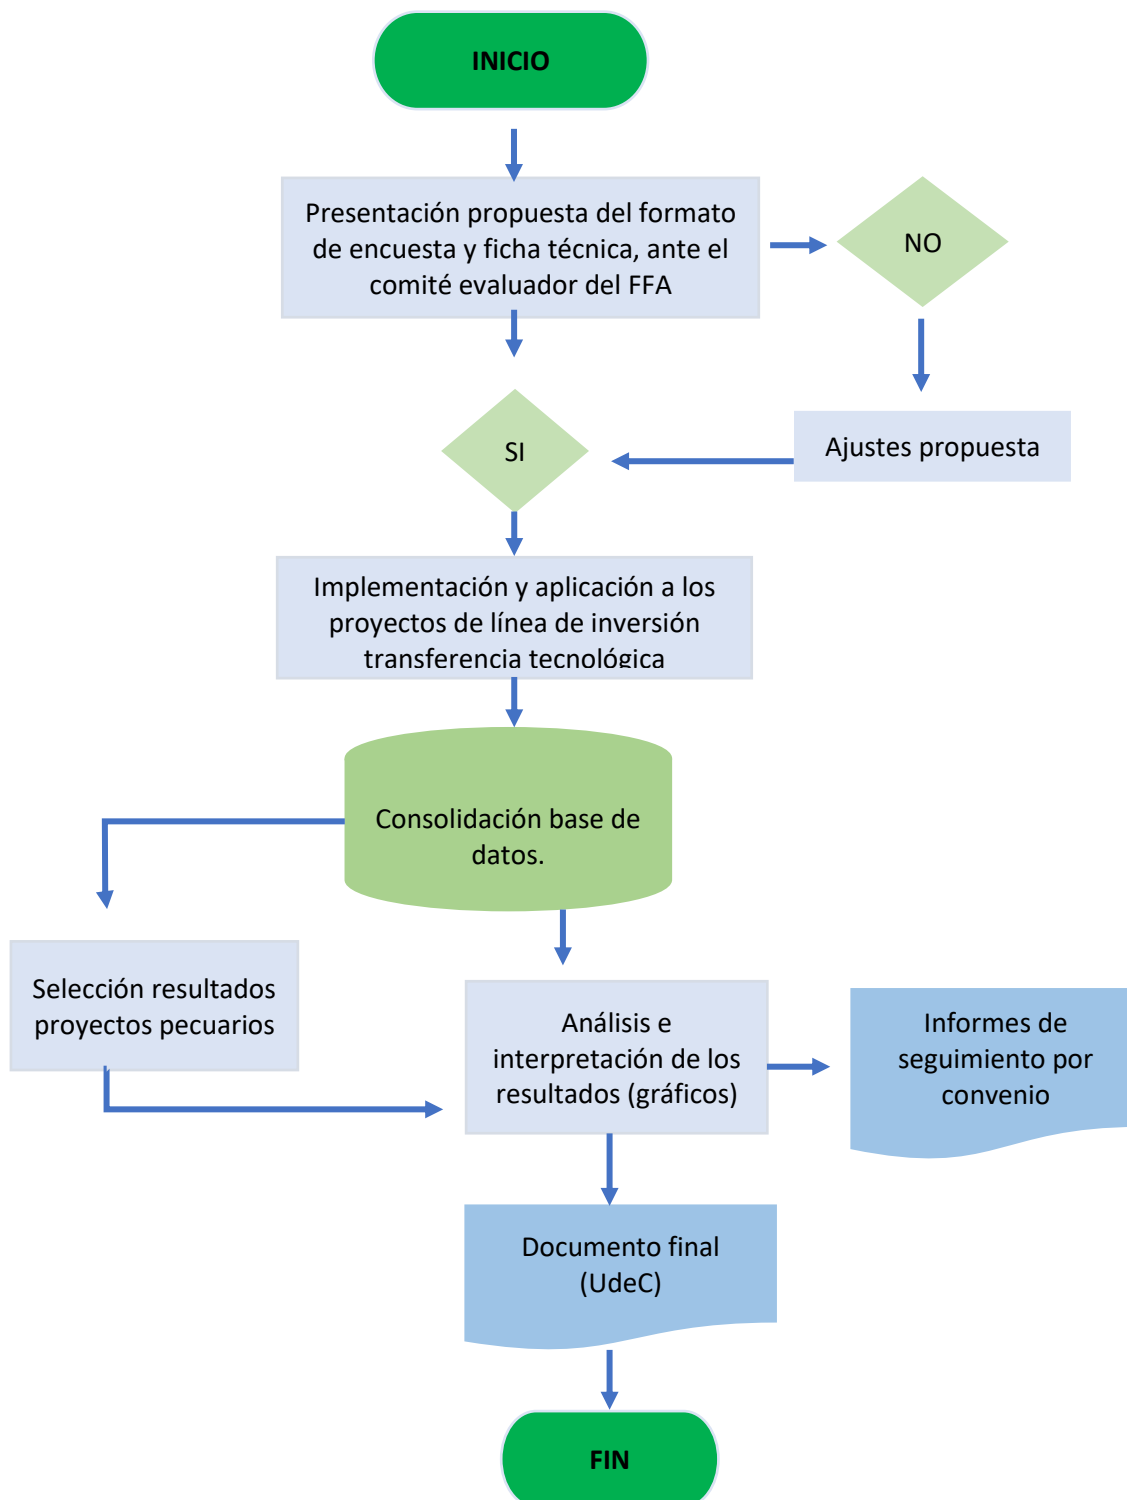 INICIO
Presentación propuesta del formato
de encuesta y ficha técnica, ante el
comité evaluador del FFA
NO
Ajustes propuesta
SI
Implementación y aplicación a los
proyectos de línea de inversión
transferencia tecnológica
Consolidación base de
datos.
Selección resultados
proyectos pecuarios
Análisis e
interpretación de los
resultados (gráficos)
Informes de
seguimiento por
convenio
Documento final
(UdeC)
FIN